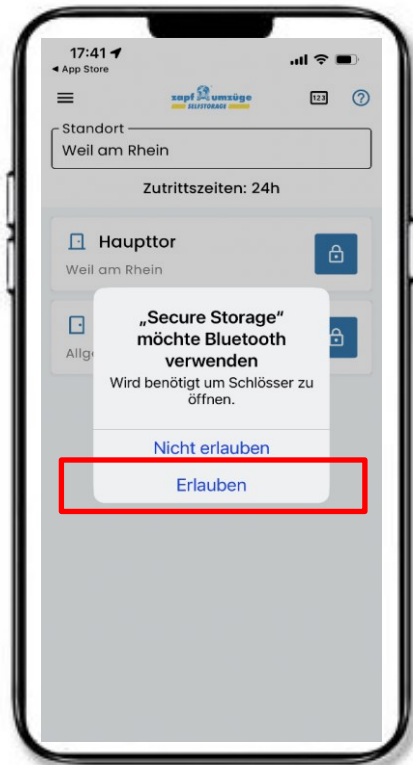 17:41
App Store
zapf umzüge
SELFSTORAGE
123
?
Standort
Weil am Rhein
Zutrittszeiten: 24h
Haupttor
Weil am Rhein
Allge
„Secure Storage“
möchte Bluetooth
verwenden
Wird benötigt um Schlösser zu
öffnen.
Nicht erlauben
Erlauben